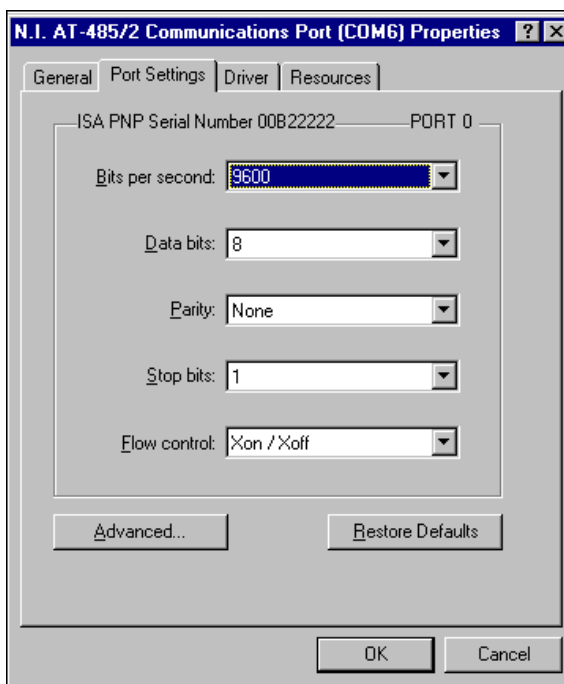 N.I. AT-485/2 Communications Port (COM6) Properties ? X
General Port Settings Driver Resources
ISA PNP Serial Number 00B22222 PORT 0
Bits per second: 9600
Data bits: 8
Parity: None
Stop bits: 1
Flow control: Xon / Xoff
Advanced... Restore Defaults
OK Cancel